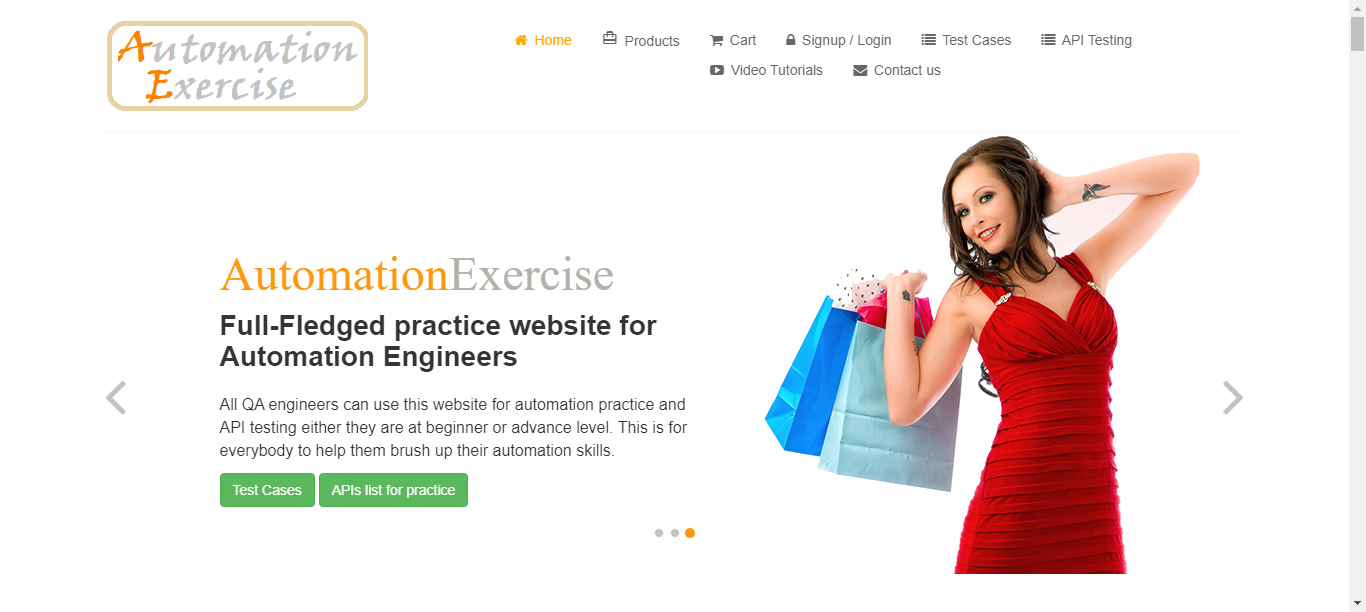 Automation
Exercise
Home
Products
Cart
Signup / Login
Test Cases
API Testing
Video Tutorials
Contact us
AutomationExercise
Full-Fledged practice website for
Automation Engineers
All QA engineers can use this website for automation practice and
API testing either they are at beginner or advance level. This is for
everybody to help them brush up their automation skills.
Test Cases
APIs list for practice